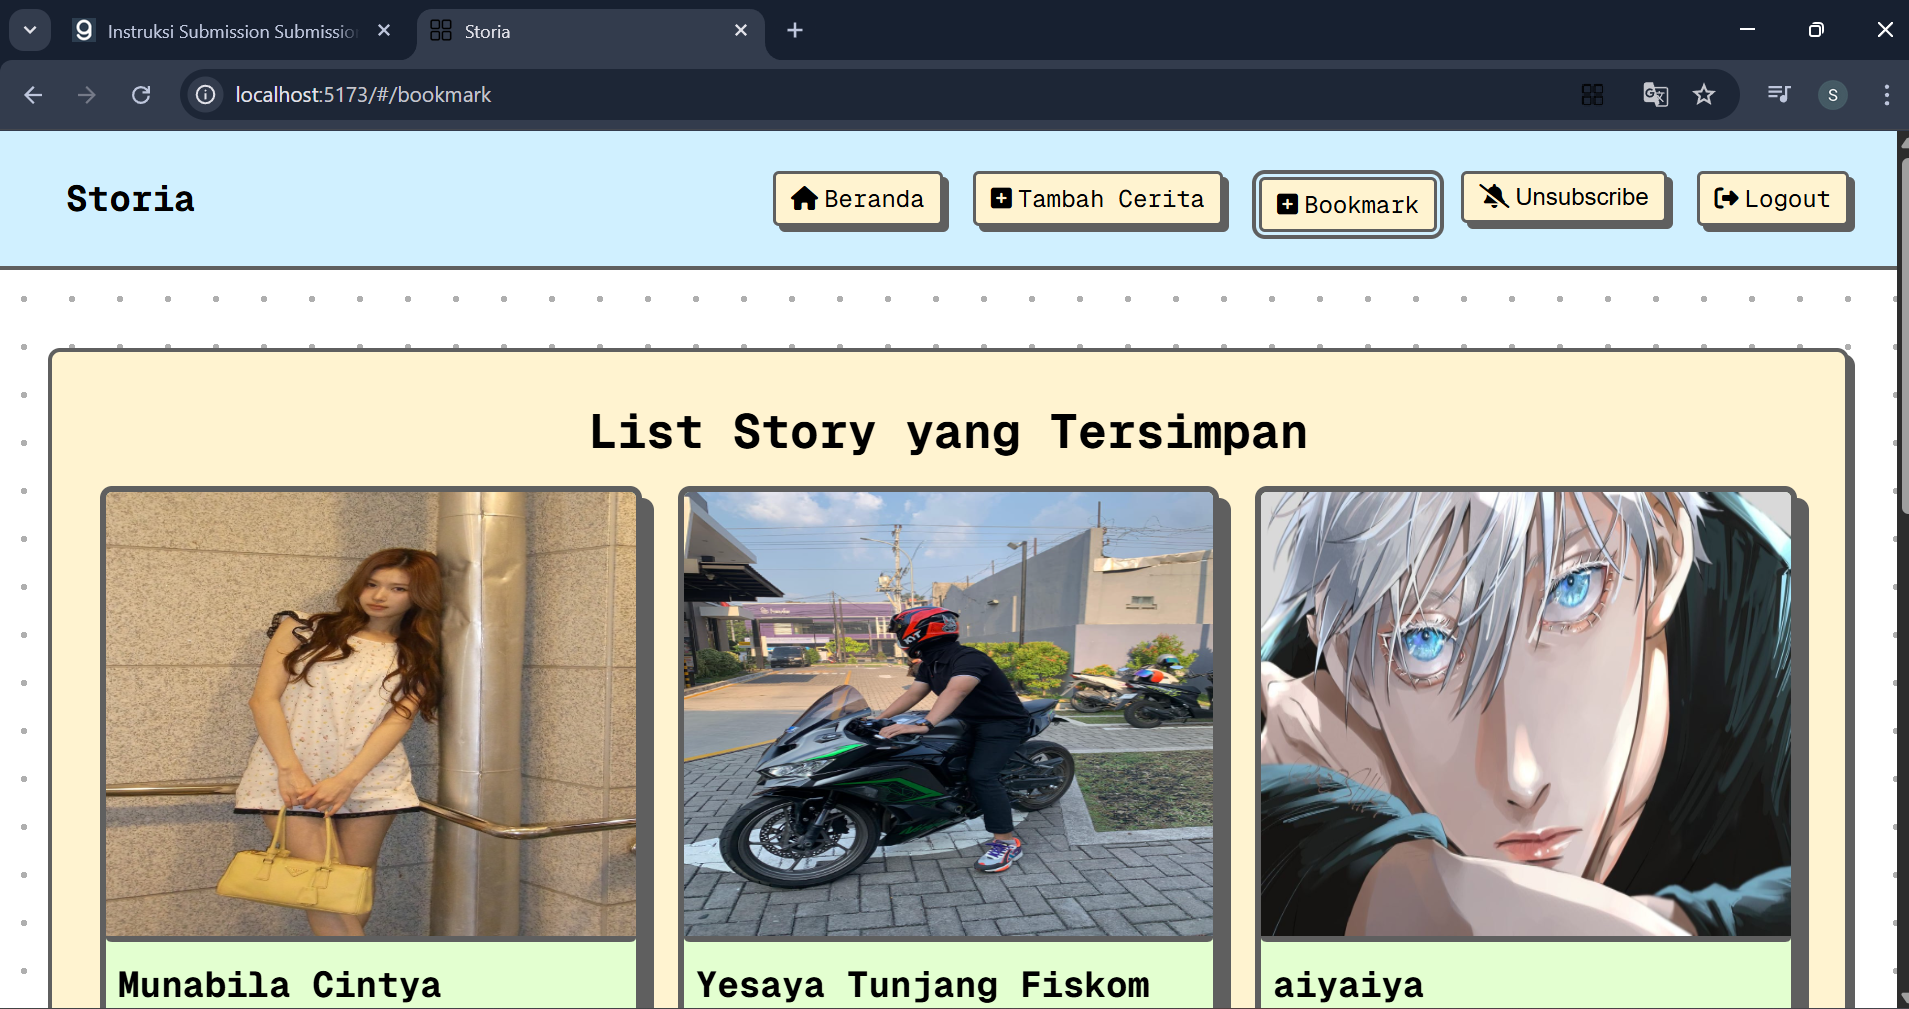 Instruksi Submission Submissio
Storia
localhost:5173/#/bookmark
S
Storia
Beranda
Tambah Cerita
Bookmark
Unsubscribe
Logout
List Story yang Tersimpan
KYT
Munabila Cintya
Yesaya Tunjang Fiskom
aiyaiya